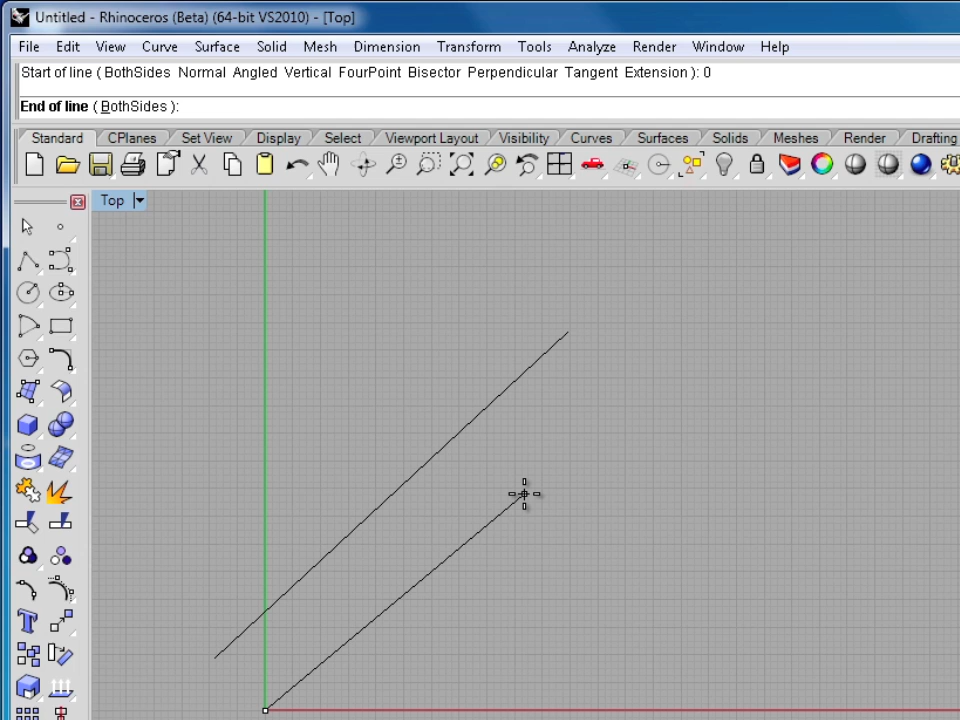 Untitled - Rhinoceros (Beta) (64-bit VS2010) - [Top]
File Edit View Curve Surface Solid Mesh Dimension Transform Tools Analyze Render Window Help
Start of line ( BothSides Normal Angled Vertical FourPoint Bisector Perpendicular Tangent Extension ): 0
End of line ( BothSides ):
Standard CPlanes Set View Display Select Viewport Layout Visibility Curves Surfaces Solids Meshes Render Drafting
Top